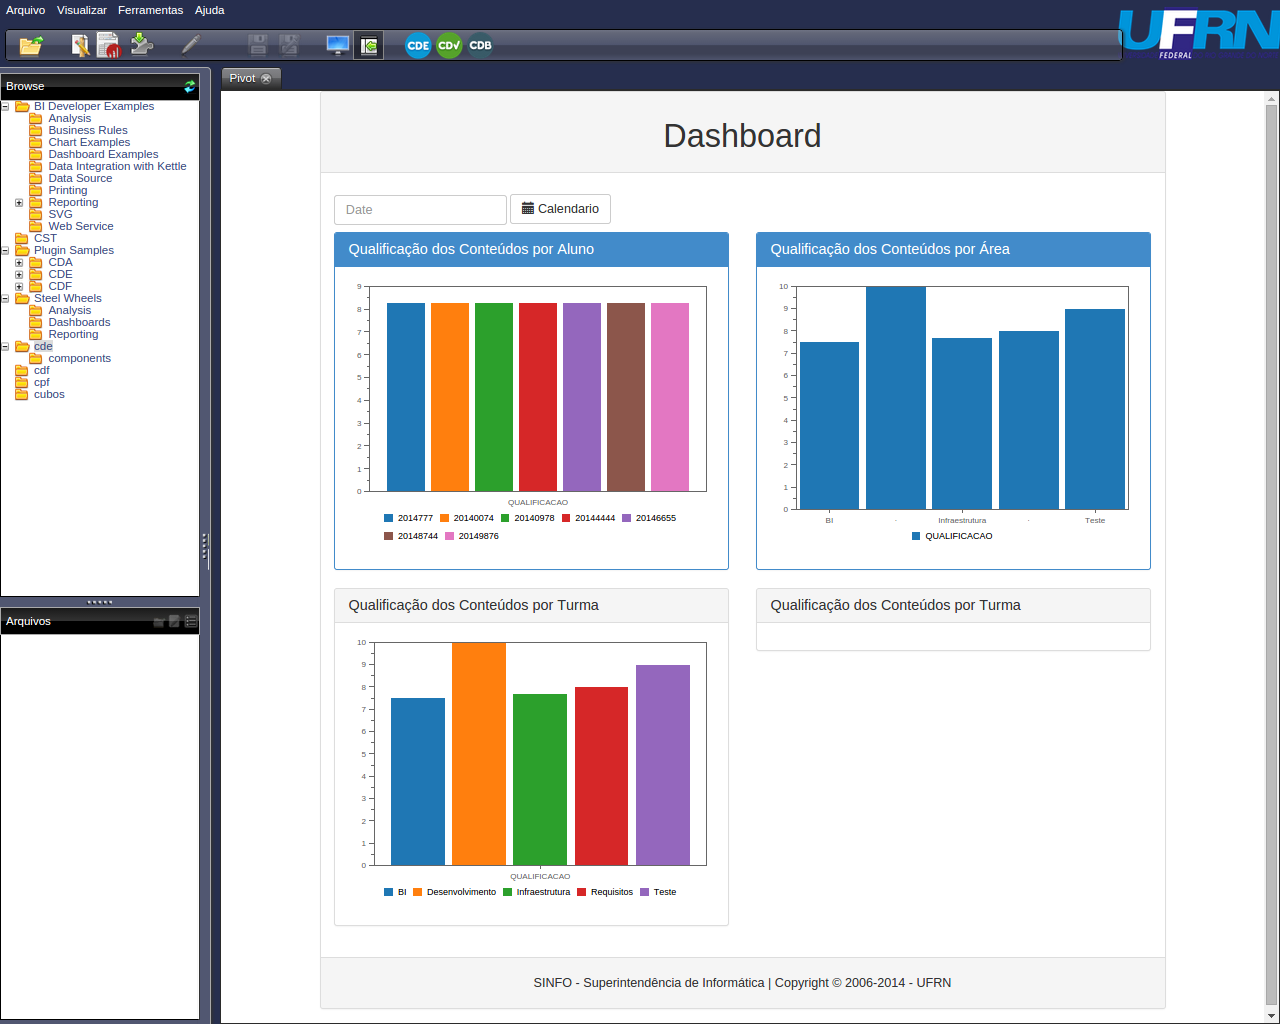 Arquivo Visualizar Ferramentas Ajuda
CDE CDV CDB
UFRN
FEDERAL
Browse
BI Developer Examples
Analysis
Business Rules
Chart Examples
Dashboard Examples
Data Integration with Kettle
Data Source
Printing
Reporting
SVG
Web Service
CST
Plugin Samples
CDA
CDE
CDF
Steel Wheels
Analysis
Dashboards
Reporting
cde
components
cdf
cpf
cubos
Arquivos
Pivot
Dashboard
Date Calendario
Qualificação dos Conteúdos por Aluno
9
8
7
6
5
4
3
2
1
0
QUALIFICACAO
2014777 20140074 20140978 20144444 20146655
20148744 20149876
Qualificação dos Conteúdos por Área
10
9
8
7
6
5
4
3
2
1
0
BI . Infraestrutura . Teste
QUALIFICACAO
Qualificação dos Conteúdos por Turma
10
9
8
7
6
5
4
3
2
1
0
QUALIFICACAO
BI Desenvolvimento Infraestrutura Requisitos Teste
Qualificação dos Conteúdos por Turma
SINFO - Superintendência de Informática | Copyright © 2006-2014 - UFRN